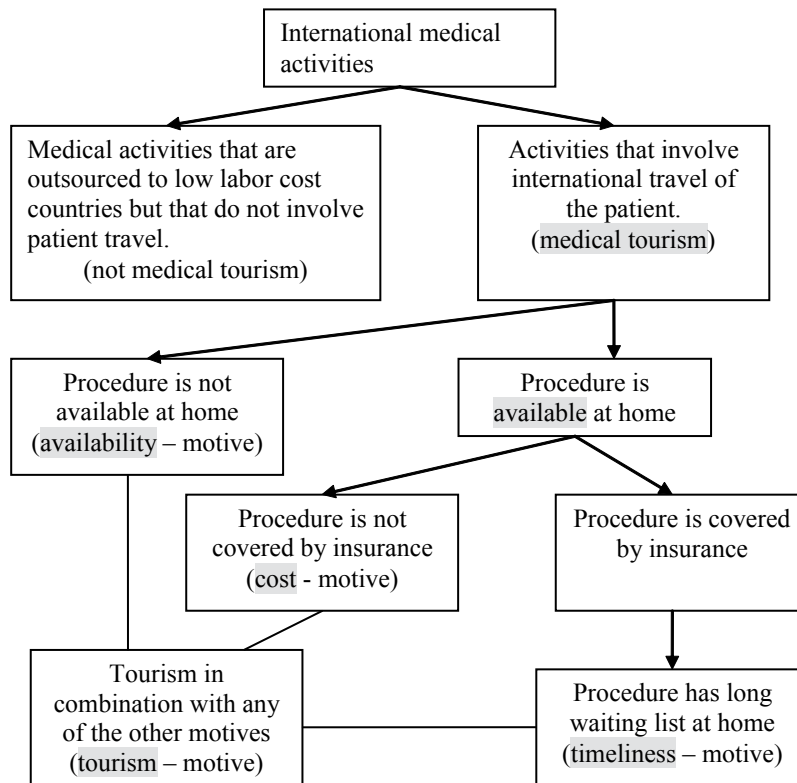 International medical
activities
Medical activities that are
outsourced to low labor cost
countries but that do not involve
patient travel.
(not medical tourism)
Activities that involve
international travel of
the patient.
(medical tourism)
Procedure is not
available at home
(availability – motive)
Procedure is
available at home
Procedure is not
covered by insurance
(cost - motive)
Procedure is covered
by insurance
Tourism in
combination with any
of the other motives
(tourism – motive)
Procedure has long
waiting list at home
(timeliness – motive)